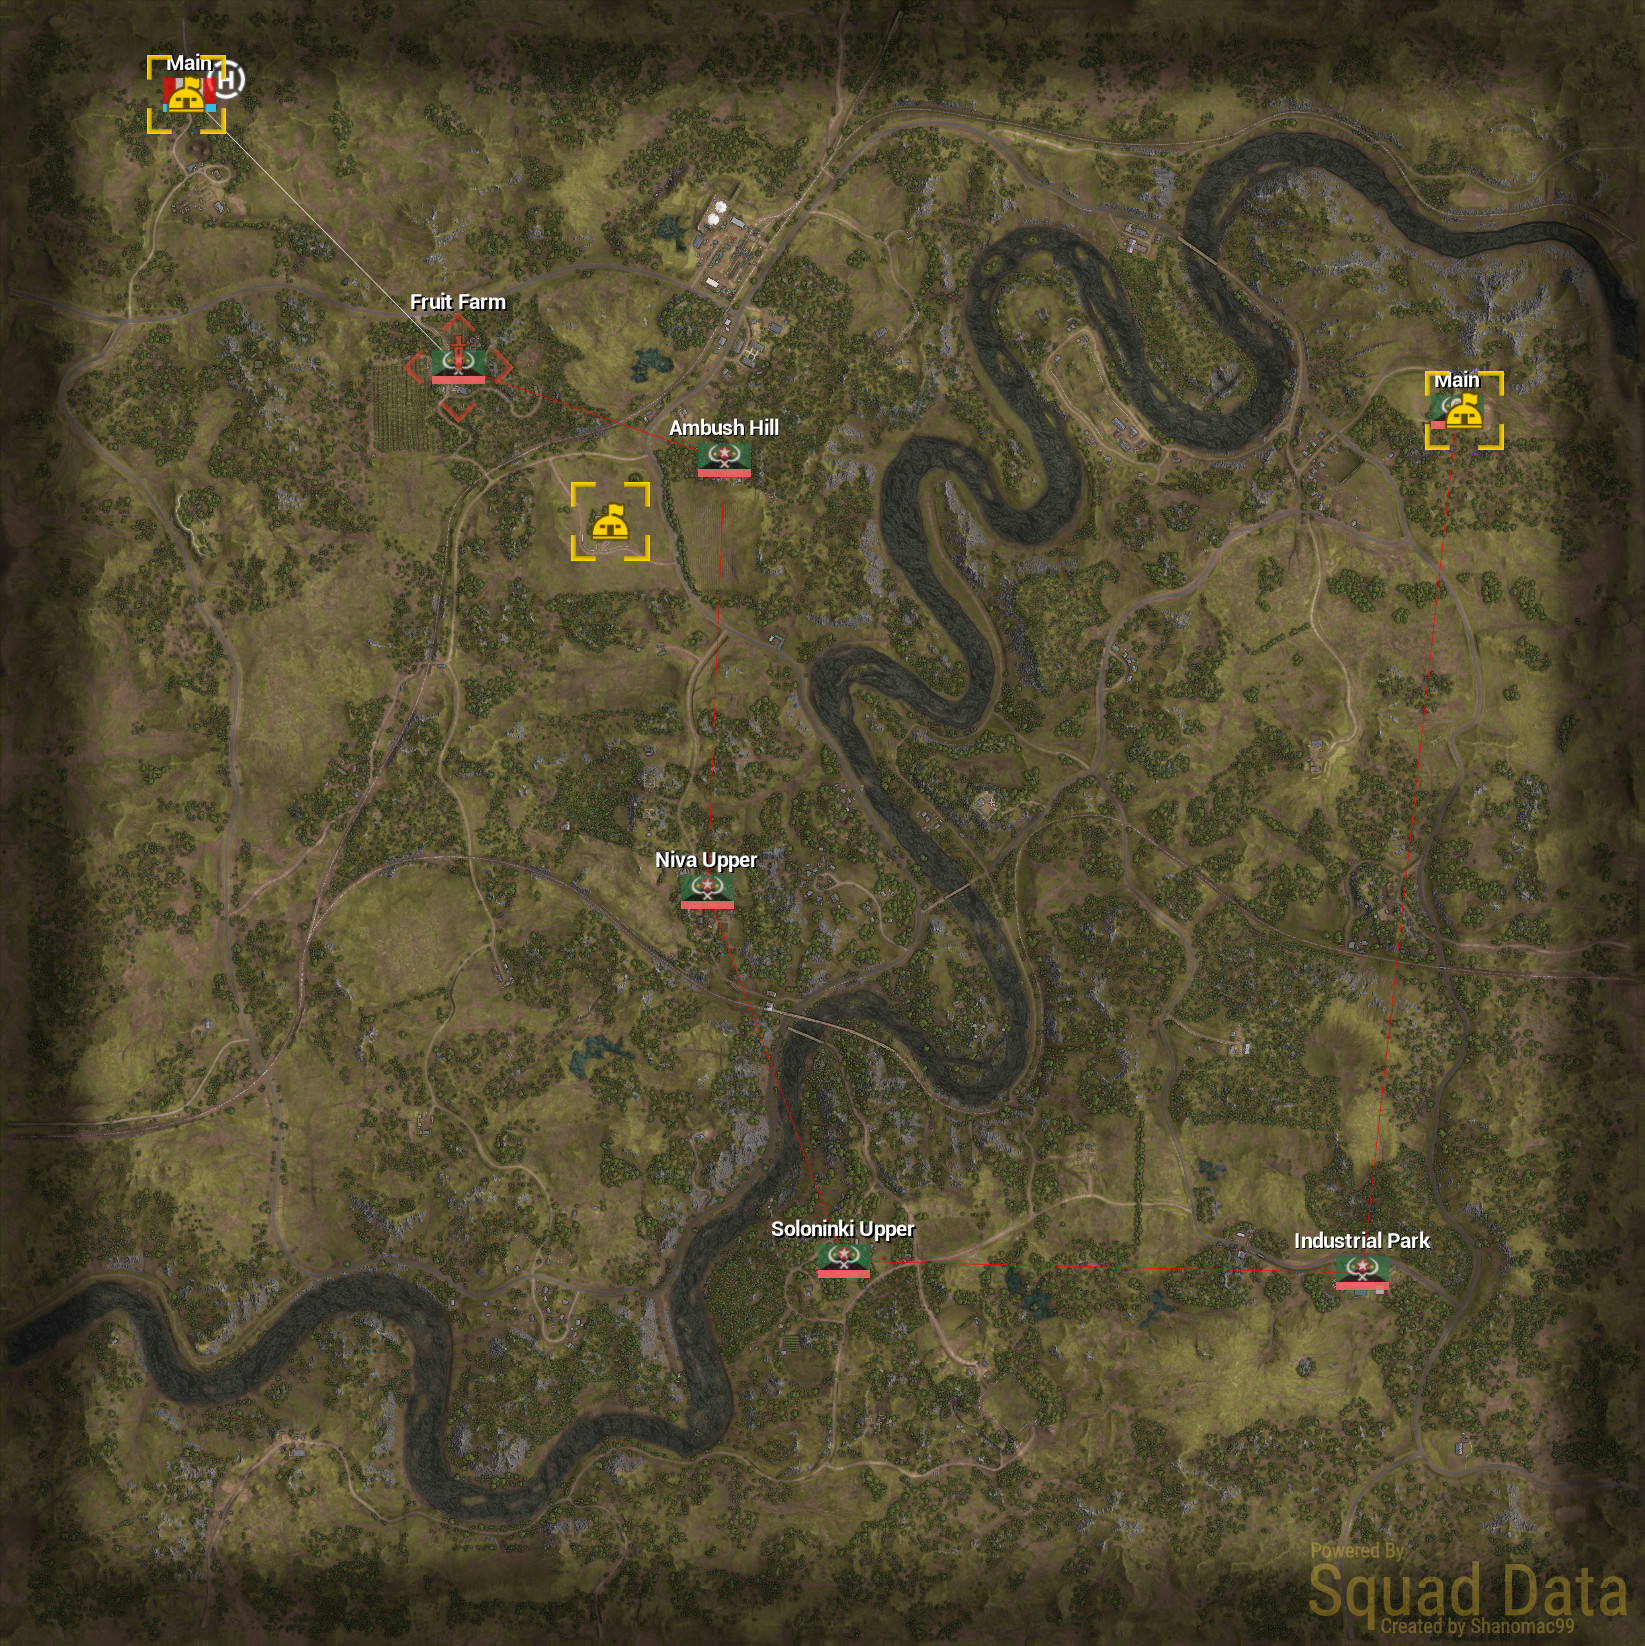 Main
H
Fruit Farm
Main
Ambush Hill
Niva Upper
Soloninki Upper
Industrial Park
Powered By
Squad Data
Created by Shanomac99